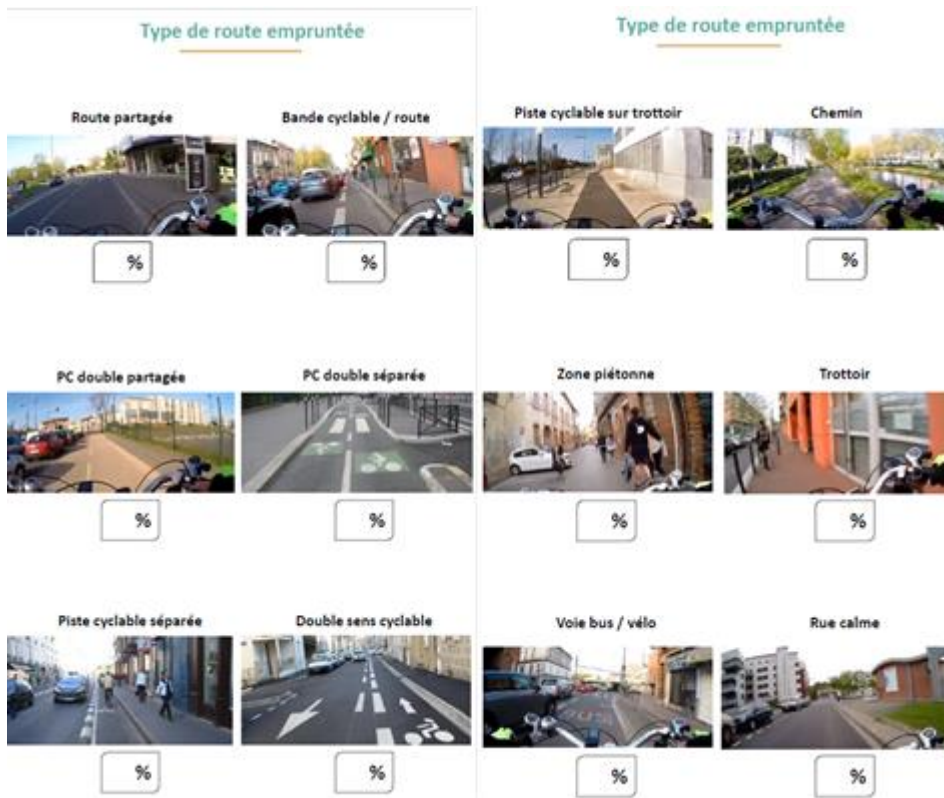 Type de route empruntée
Route partagée
Bande cyclable / route
%
%
PC double partagée
PC double séparée
%
%
Piste cyclable séparée
Double sens cyclable
%
%
Type de route empruntée
Piste cyclable sur trottoir
Chemin
%
%
Zone piétonne
Trottoir
%
%
Voie bus / vélo
Rue calme
%
%